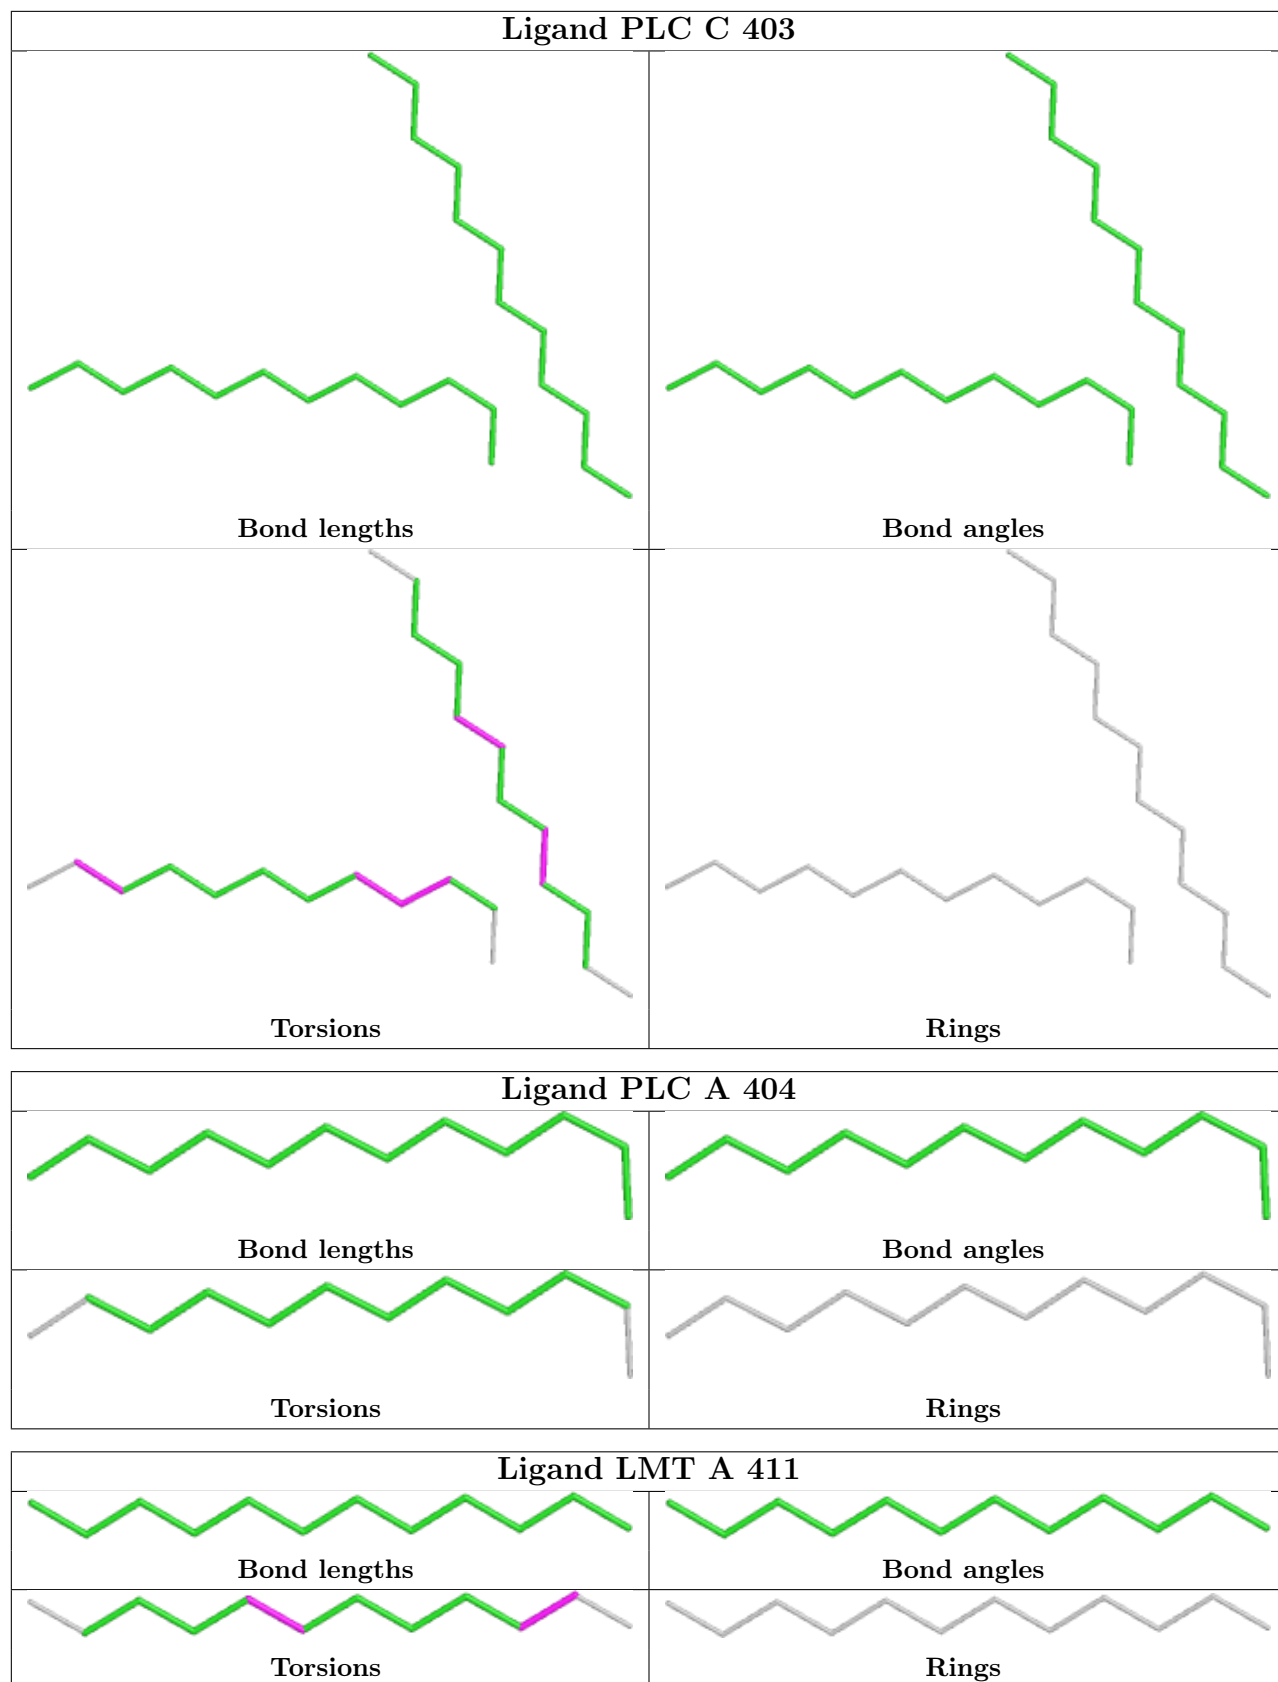 Ligand PLC C 403
Bond lengths
Bond angles
Torsions
Rings
Ligand PLC A 404
Bond lengths
Bond angles
Torsions
Rings
Ligand LMT A 411
Bond lengths
Bond angles
Torsions
Rings